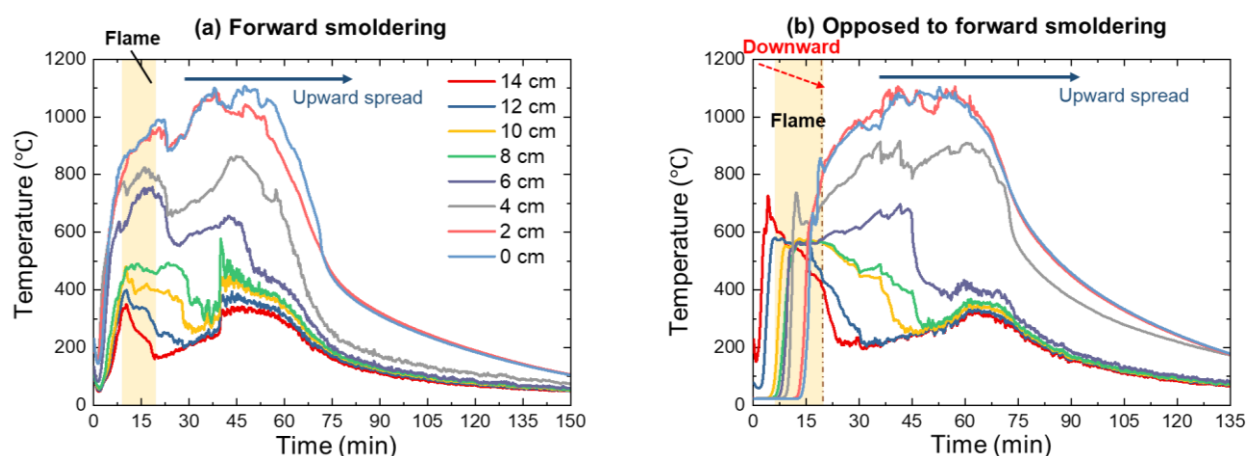 (a) Forward smoldering
Flame
Upward spread
14 cm
12 cm
10 cm
8 cm
6 cm
4 cm
2 cm
0 cm
Temperature (°C)
1200
1000
800
600
400
200
0
0 15 30 45 60 75 90 105 120 135 150
Time (min)
(b) Opposed to forward smoldering
Downward
Upward spread
Flame
Temperature (°C)
1200
1000
800
600
400
200
0
0 15 30 45 60 75 90 105 120 135
Time (min)